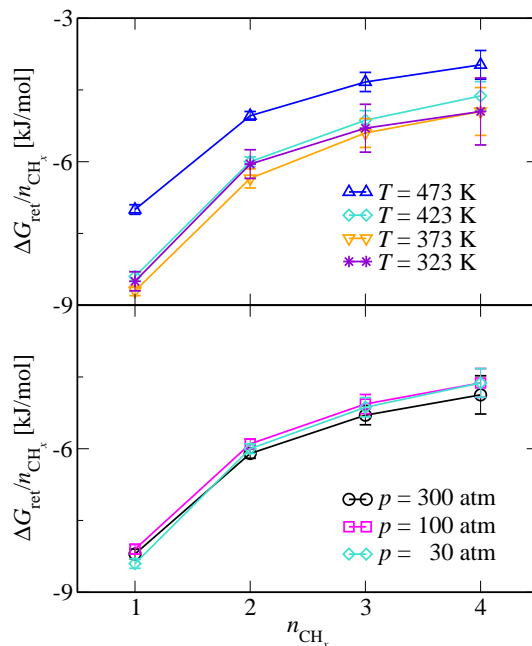 -3
-6
-9
ΔG_ret/n_CH_x [kJ/mol]
T = 473 K
T = 423 K
T = 373 K
T = 323 K
-6
-9
ΔG_ret/n_CH_x [kJ/mol]
p = 300 atm
p = 100 atm
p = 30 atm
1 2 3 4
n_CH_x